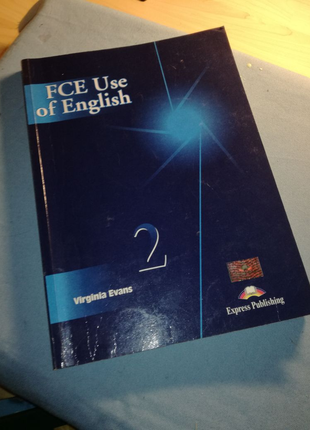 FCE Use
of English
2
Virginia Evans
Express Publishing